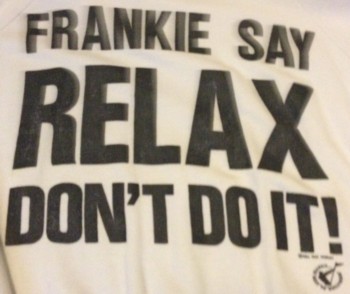 FRANKIE SAY
RELAX
DON'T DO IT!